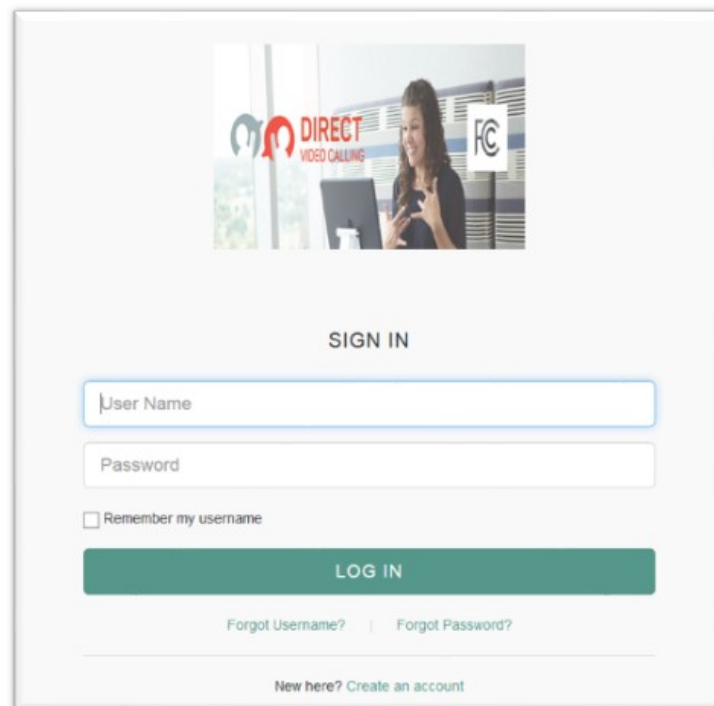 DIRECT
VIDEO CALLING
FCC
SIGN IN
User Name
Password
Remember my username
LOG IN
Forgot Username? | Forgot Password?
New here? Create an account